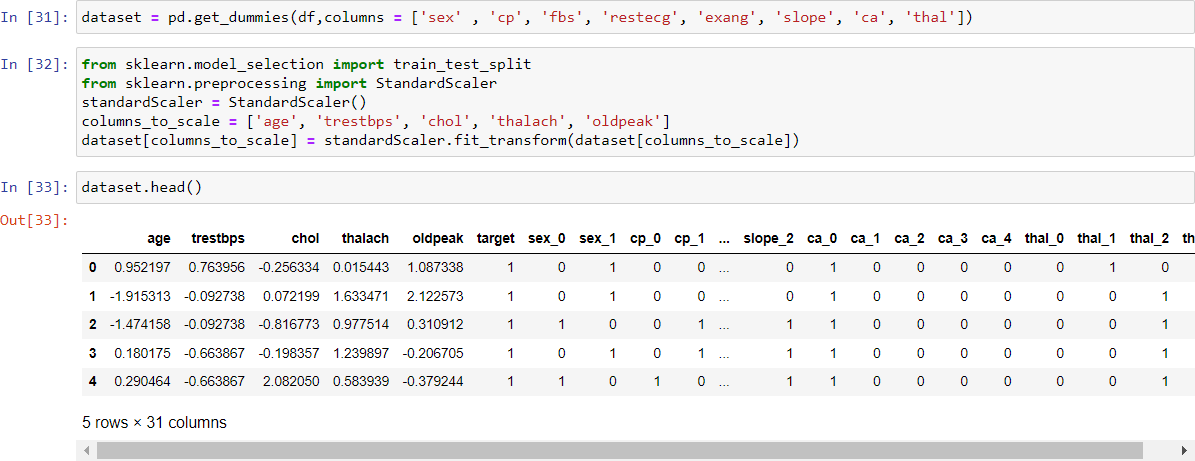 In [31]: dataset = pd.get_dummies(df,columns = ['sex' , 'cp', 'fbs', 'restecg', 'exang', 'slope', 'ca', 'thal'])
In [32]: from sklearn.model_selection import train_test_split
from sklearn.preprocessing import StandardScaler
standardScaler = StandardScaler()
columns_to_scale = ['age', 'trestbps', 'chol', 'thalach', 'oldpeak']
dataset[columns_to_scale] = standardScaler.fit_transform(dataset[columns_to_scale])
In [33]: dataset.head()
Out[33]:
age trestbps chol thalach oldpeak target sex_0 sex_1 cp_0 cp_1 ... slope_2 ca_0 ca_1 ca_2 ca_3 ca_4 thal_0 thal_1 thal_2 th
0 0.952197 0.763956 -0.256334 0.015443 1.087338 1 0 1 0 0 ... 0 1 0 0 0 0 0 1 0
1 -1.915313 -0.092738 0.072199 1.633471 2.122573 1 0 1 0 0 ... 0 1 0 0 0 0 0 0 1
2 -1.474158 -0.092738 -0.816773 0.977514 0.310912 1 1 0 0 1 ... 1 1 0 0 0 0 0 0 1
3 0.180175 -0.663867 -0.198357 1.239897 -0.206705 1 0 1 0 1 ... 1 1 0 0 0 0 0 0 1
4 0.290464 -0.663867 2.082050 0.583939 -0.379244 1 1 0 1 0 ... 1 1 0 0 0 0 0 0 1
5 rows × 31 columns